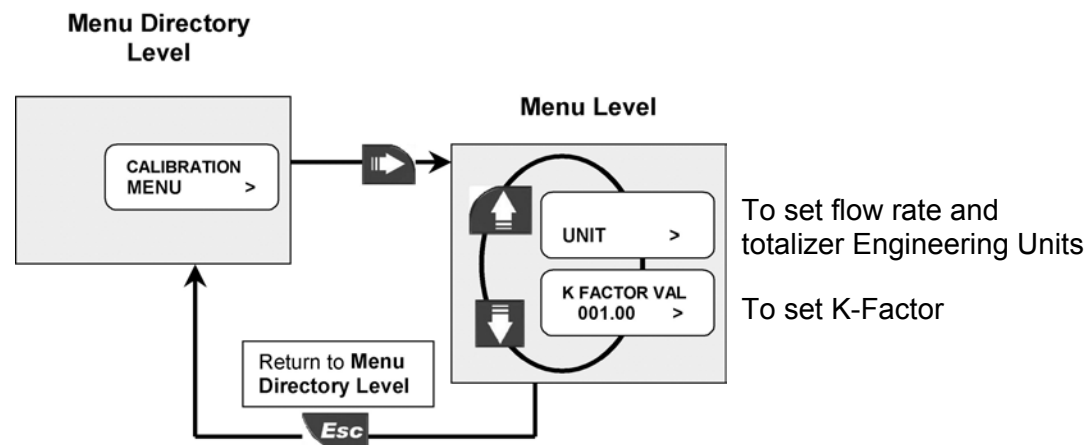 Menu Directory
Level
CALIBRATION
MENU >
Menu Level
UNIT >
To set flow rate and
totalizer Engineering Units
K FACTOR VAL
001.00 >
To set K-Factor
Return to Menu
Directory Level
Esc